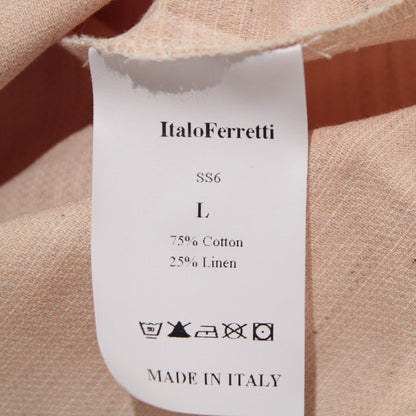 ItaloFerretti
SS6
L
75% Cotton
25% Linen
MADE IN ITALY